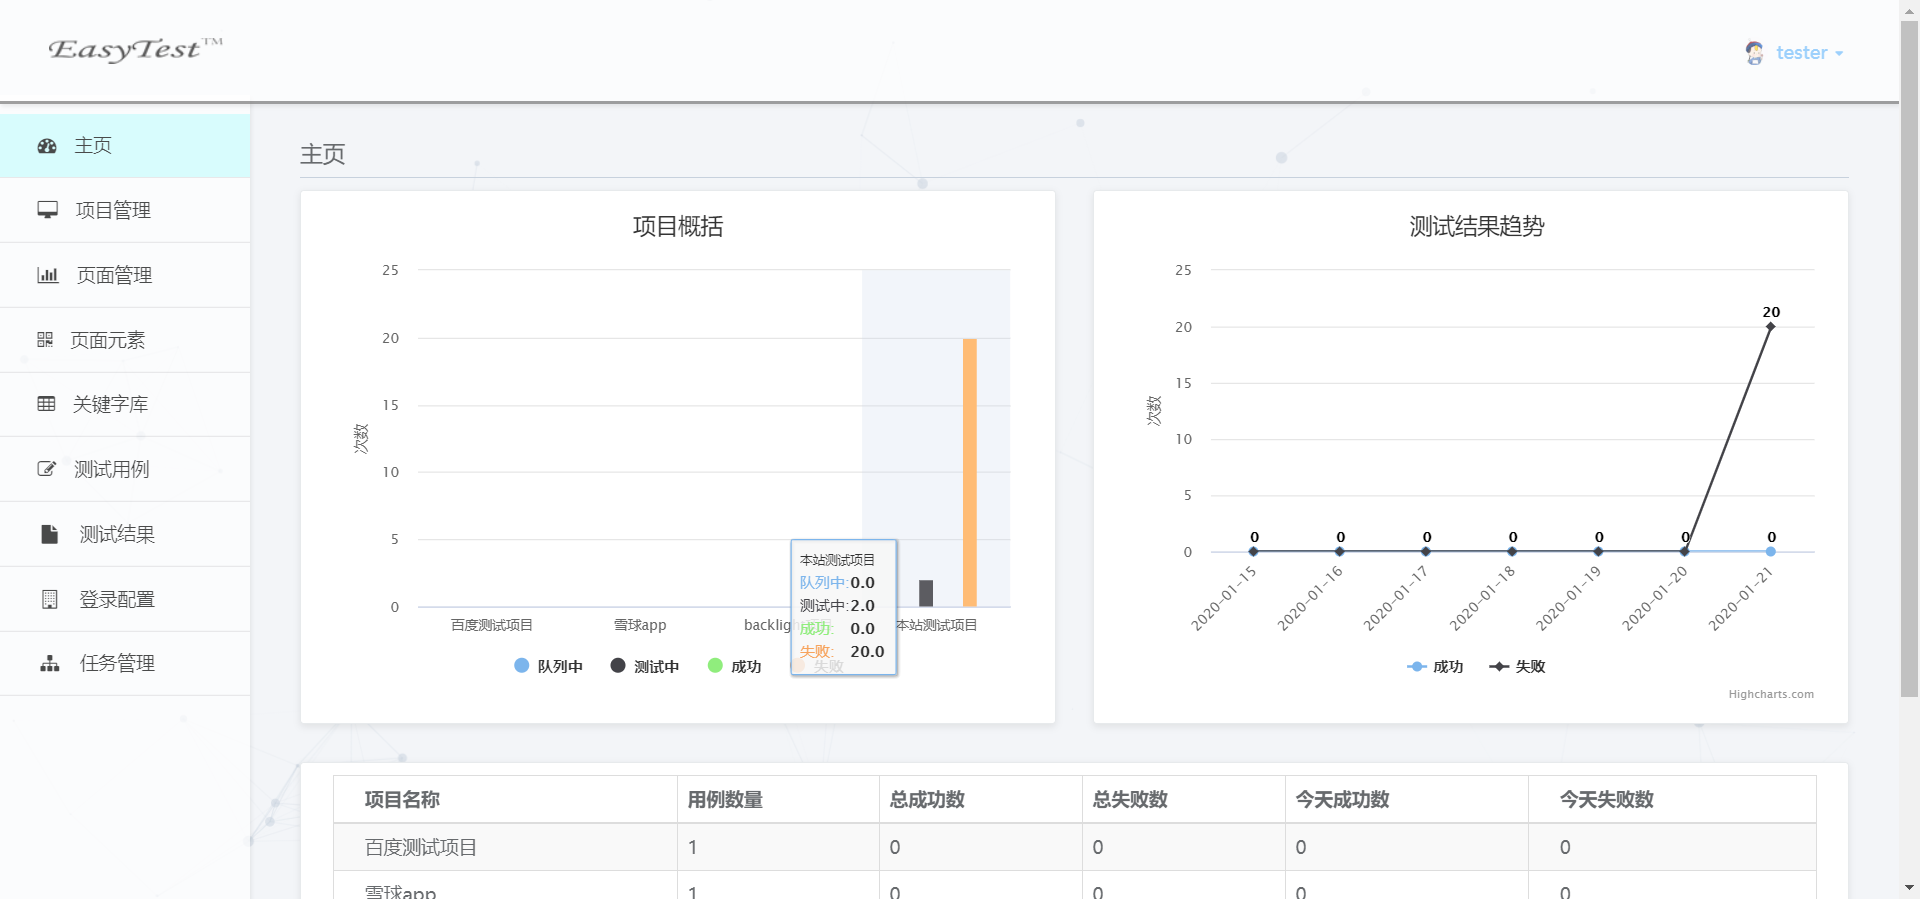 EasyTest™
tester
主页
项目管理
页面管理
页面元素
关键字库
测试用例
测试结果
登录配置
任务管理
主页
项目概括
25
20
15
10
5
0
次数
百度测试项目
雪球app
backligh
本站测试项目
本站测试项目
队列中:0.0
测试中:2.0
成功: 0.0
失败: 20.0
队列中
测试中
成功
失败
测试结果趋势
25
20
15
10
5
0
次数
0
0
0
0
0
0
0
20
2020-01-15
2020-01-16
2020-01-17
2020-01-18
2020-01-19
2020-01-20
2020-01-21
成功
失败
Highcharts.com
项目名称 用例数量 总成功数 总失败数 今天成功数 今天失败数
百度测试项目 1 0 0 0 0
雪球app 1 0 0 0 0